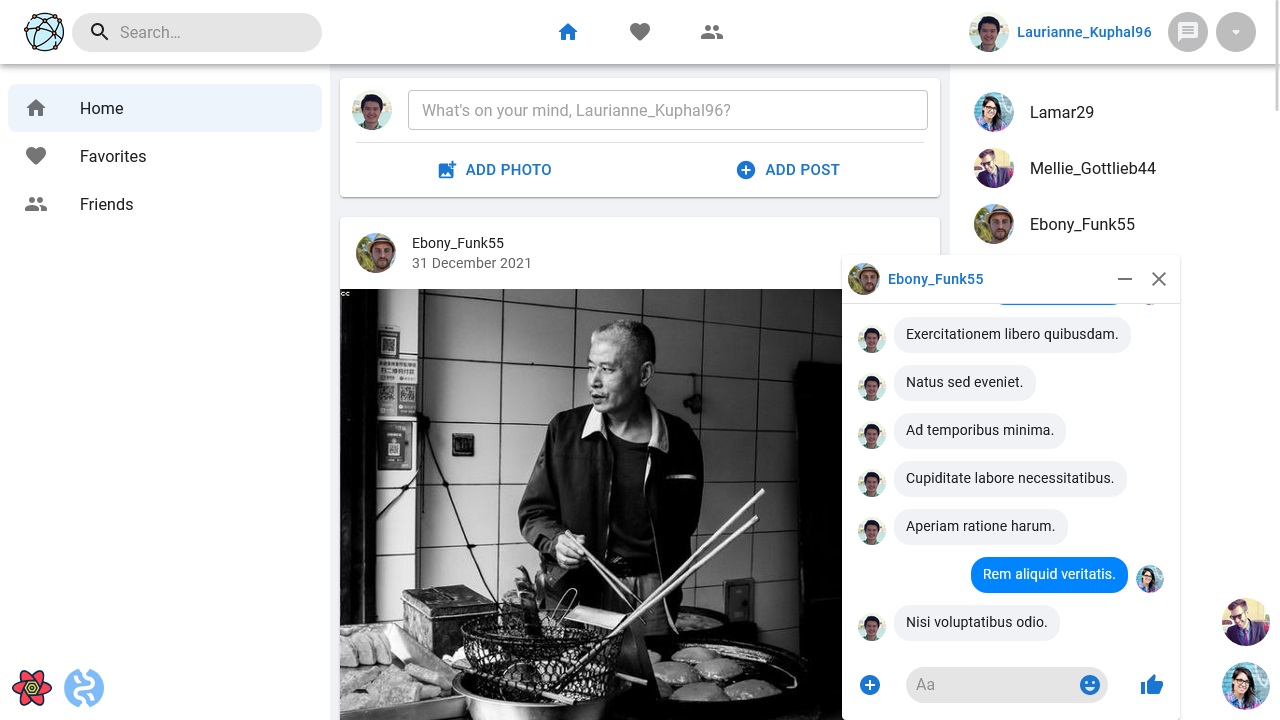 Search…
Laurianne_Kuphal96
Home
Favorites
Friends
What's on your mind, Laurianne_Kuphal96?
ADD PHOTO
ADD POST
Ebony_Funk55
31 December 2021
cc
Lamar29
Mellie_Gottlieb44
Ebony_Funk55
Ebony_Funk55
Exercitationem libero quibusdam.
Natus sed eveniet.
Ad temporibus minima.
Cupiditate labore necessitatibus.
Aperiam ratione harum.
Rem aliquid veritatis.
Nisi voluptatibus odio.
Aa